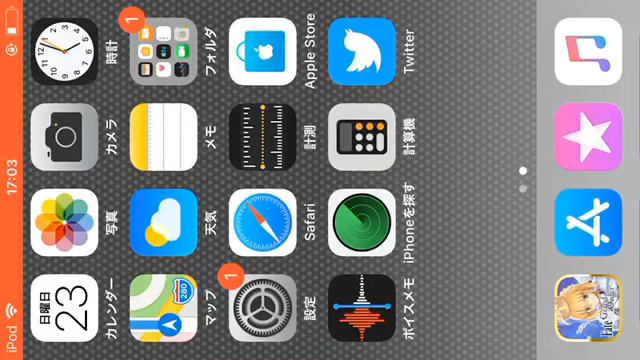 iPod 17:03
日曜日
23
カレンダー 写真 カメラ 時計
280
1
マップ 天気 メモ フォルダ
1
設定 Safari 計測 Apple Store
ボイスメモ iPhoneを探す 計算機 Twitter
Fate